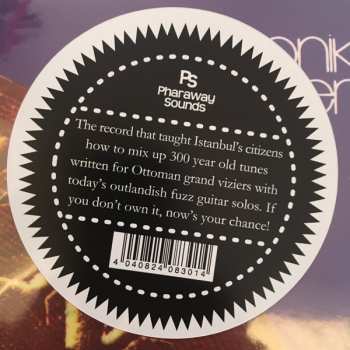 PS
Pharaway
Sounds
The record that taught Istanbul's citizens
how to mix up 300 year old tunes
written for Ottoman grand viziers with
today's outlandish fuzz guitar solos. If
you don't own it, now's your chance!
4 040824 083014